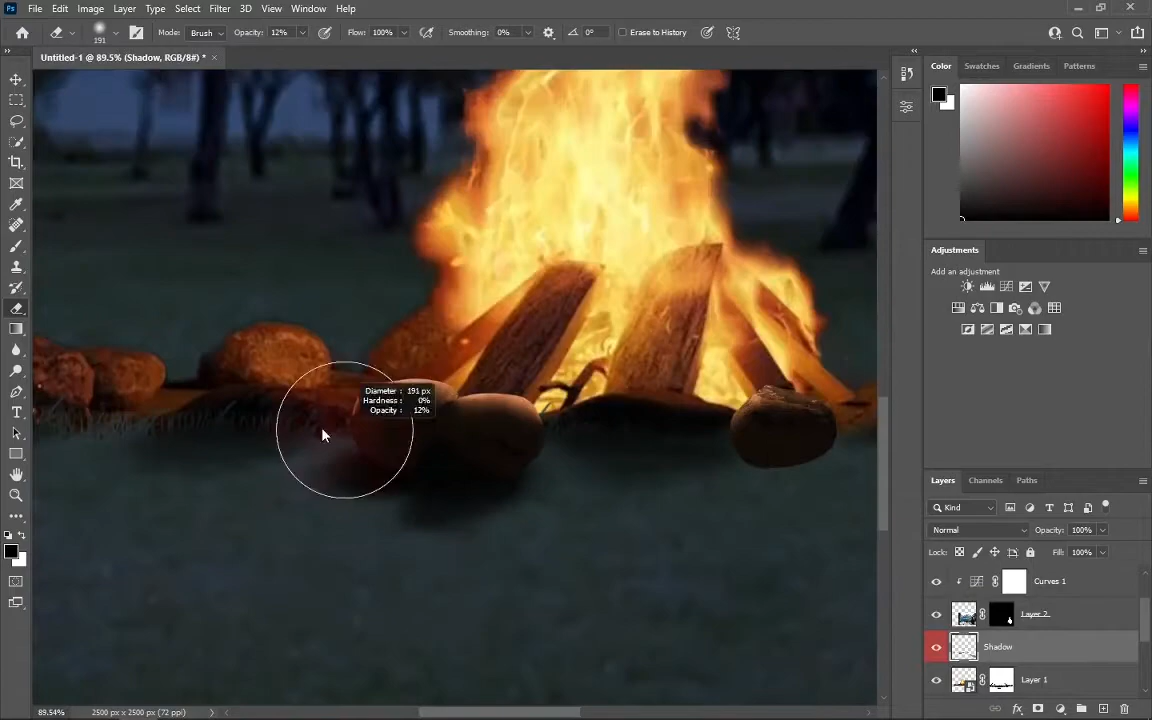 Ps File Edit Image Layer Type Select Filter 3D View Window Help
191 Mode: Brush Opacity: 12% Flow: 100% Smoothing: 0% 0° Erase to History
Untitled-1 @ 89.5% (Shadow, RGB/8#) * ×
Color Swatches Gradients Patterns
Adjustments
Add an adjustment
Diameter : 191 px
Hardness : 0%
Opacity : 12%
Layers Channels Paths
Kind
Normal Opacity: 100%
Lock: Fill: 100%
Curves 1
Layer 2
Shadow
Layer 1
89.54% 2500 px x 2500 px (72 ppi)